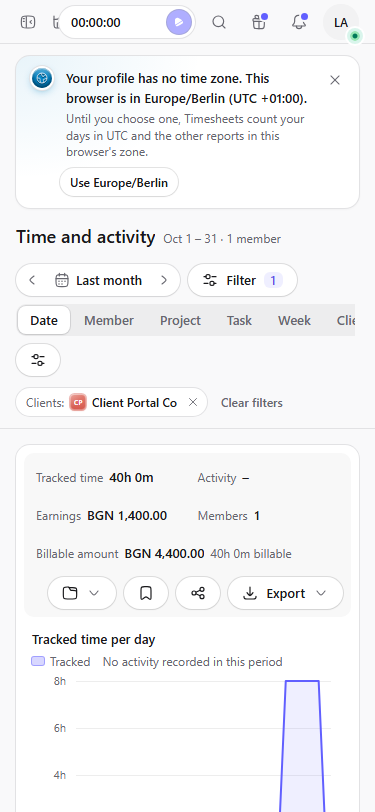 00:00:00
LA
Your profile has no time zone. This
browser is in Europe/Berlin (UTC +01:00).
Until you choose one, Timesheets count your
days in UTC and the other reports in this
browser's zone.
Use Europe/Berlin
Time and activity Oct 1 – 31 · 1 member
Last month
Filter 1
Date Member Project Task Week Clie
Clients: CP Client Portal Co
Clear filters
Tracked time 40h 0m
Activity –
Earnings BGN 1,400.00
Members 1
Billable amount BGN 4,400.00 40h 0m billable
Export
Tracked time per day
Tracked No activity recorded in this period
8h
6h
4h